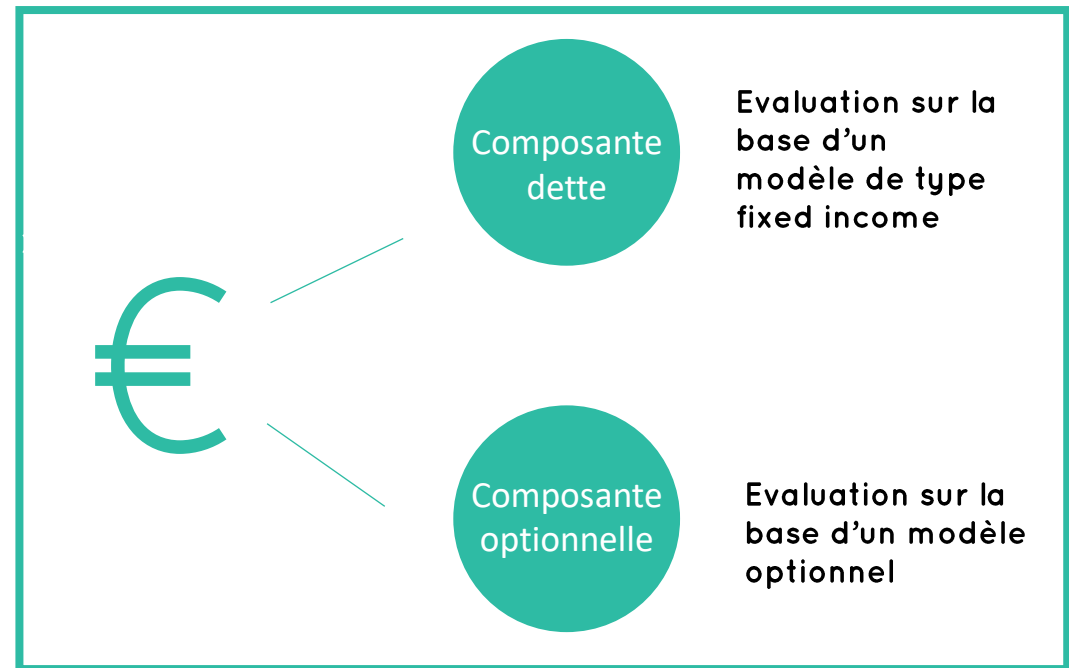 Composante
dette
Evaluation sur la
base d'un
modèle de type
fixed income
€
Composante
optionnelle
Evaluation sur la
base d'un modèle
optionnel